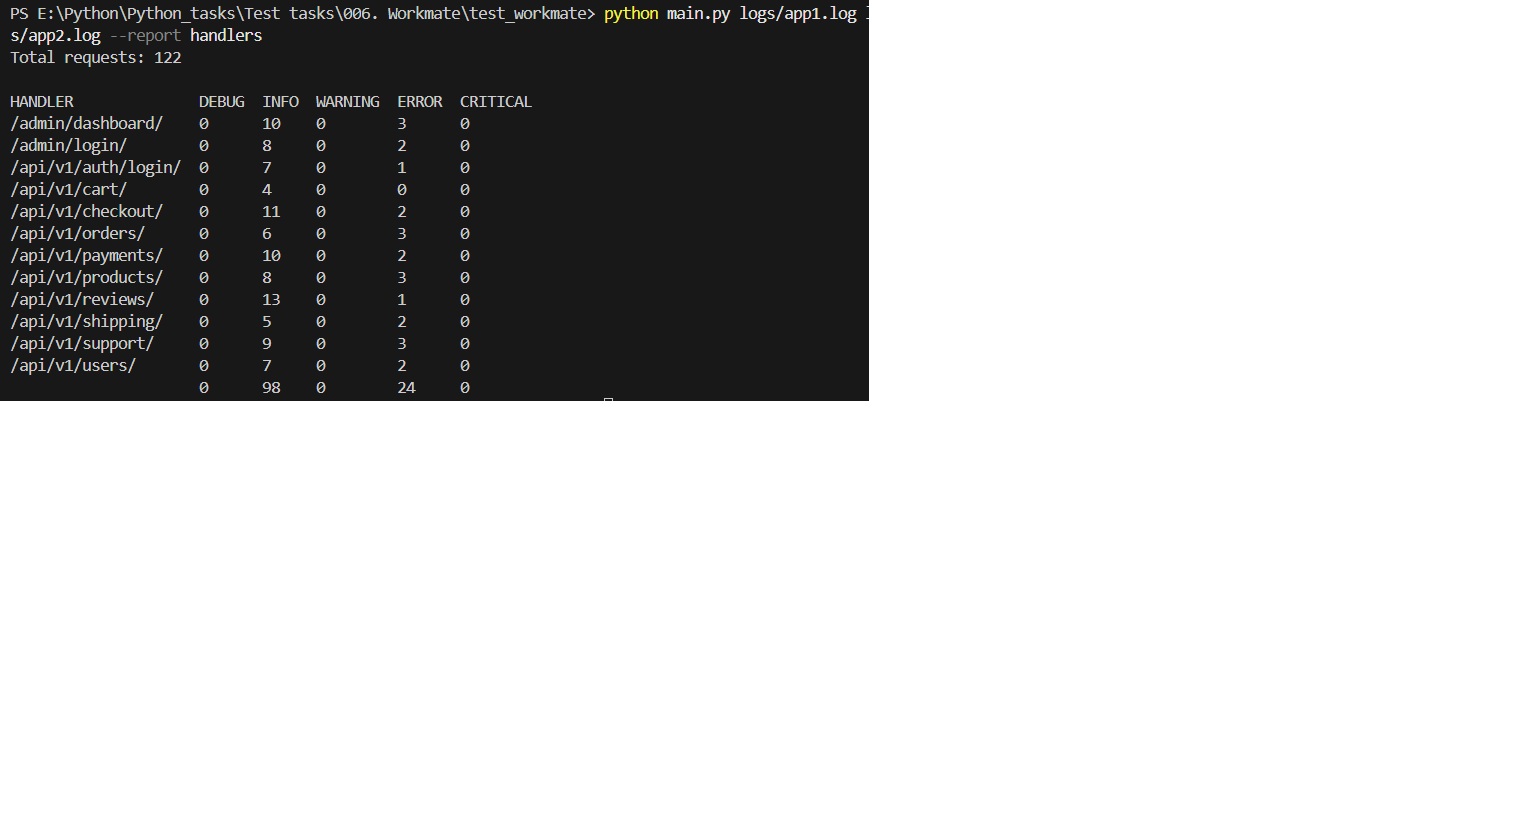 PS E:\Python\Python_tasks\Test tasks\006. Workmate\test_workmate> python main.py logs/app1.log l
s/app2.log --report handlers
Total requests: 122
HANDLER DEBUG INFO WARNING ERROR CRITICAL
/admin/dashboard/ 0 10 0 3 0
/admin/login/ 0 8 0 2 0
/api/v1/auth/login/ 0 7 0 1 0
/api/v1/cart/ 0 4 0 0 0
/api/v1/checkout/ 0 11 0 2 0
/api/v1/orders/ 0 6 0 3 0
/api/v1/payments/ 0 10 0 2 0
/api/v1/products/ 0 8 0 3 0
/api/v1/reviews/ 0 13 0 1 0
/api/v1/shipping/ 0 5 0 2 0
/api/v1/support/ 0 9 0 3 0
/api/v1/users/ 0 7 0 2 0
0 98 0 24 0